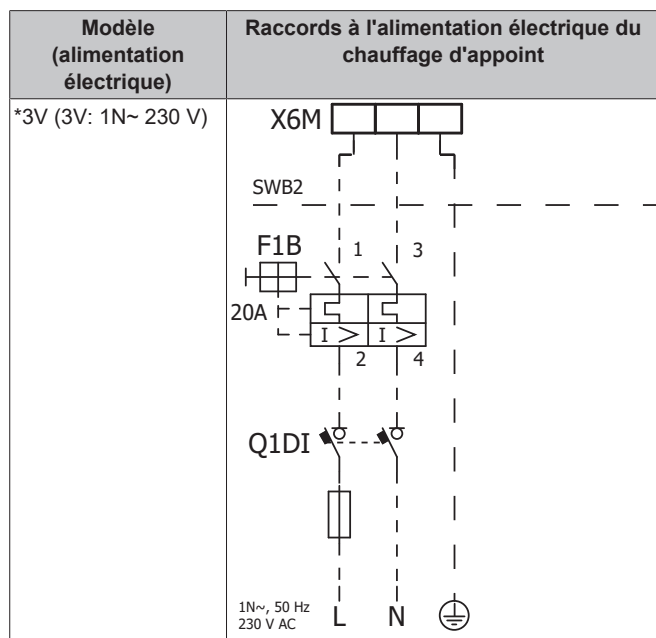 Modèle
(alimentation
électrique)
Raccords à l'alimentation électrique du
chauffage d'appoint
*3V (3V: 1N~ 230 V)
X6M
SWB2
F1B
1 3
20A
I > I >
2 4
Q1DI
1N~, 50 Hz
230 V AC
L N